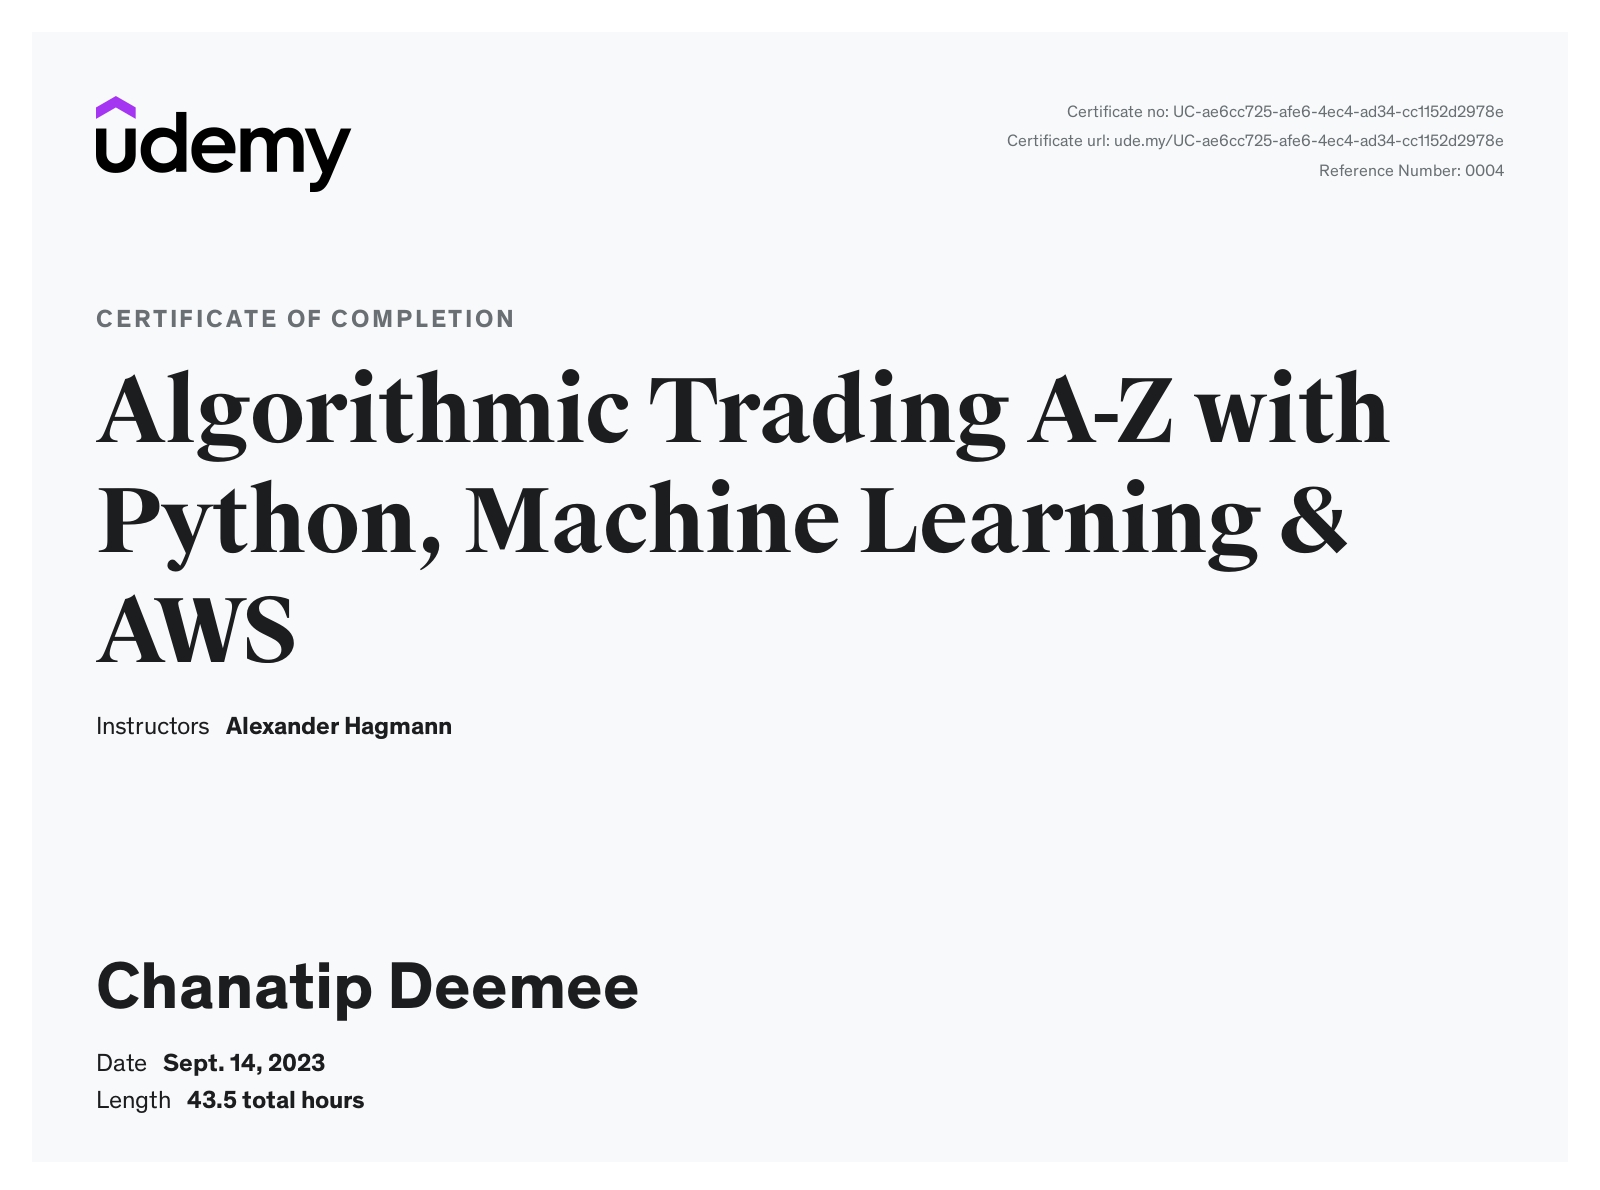 udemy
Certificate no: UC-ae6cc725-afe6-4ec4-ad34-cc1152d2978e
Certificate url: ude.my/UC-ae6cc725-afe6-4ec4-ad34-cc1152d2978e
Reference Number: 0004
CERTIFICATE OF COMPLETION
Algorithmic Trading A-Z with
Python, Machine Learning &
AWS
Instructors Alexander Hagmann
Chanatip Deemee
Date Sept. 14, 2023
Length 43.5 total hours